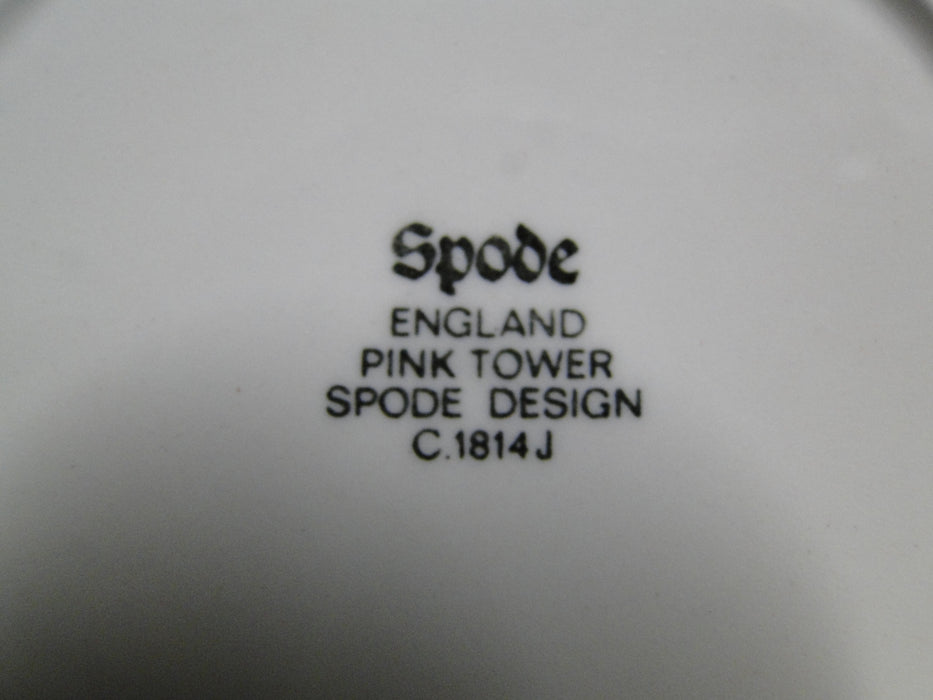 Spode
ENGLAND
PINK TOWER
SPODE DESIGN
C.1814 J